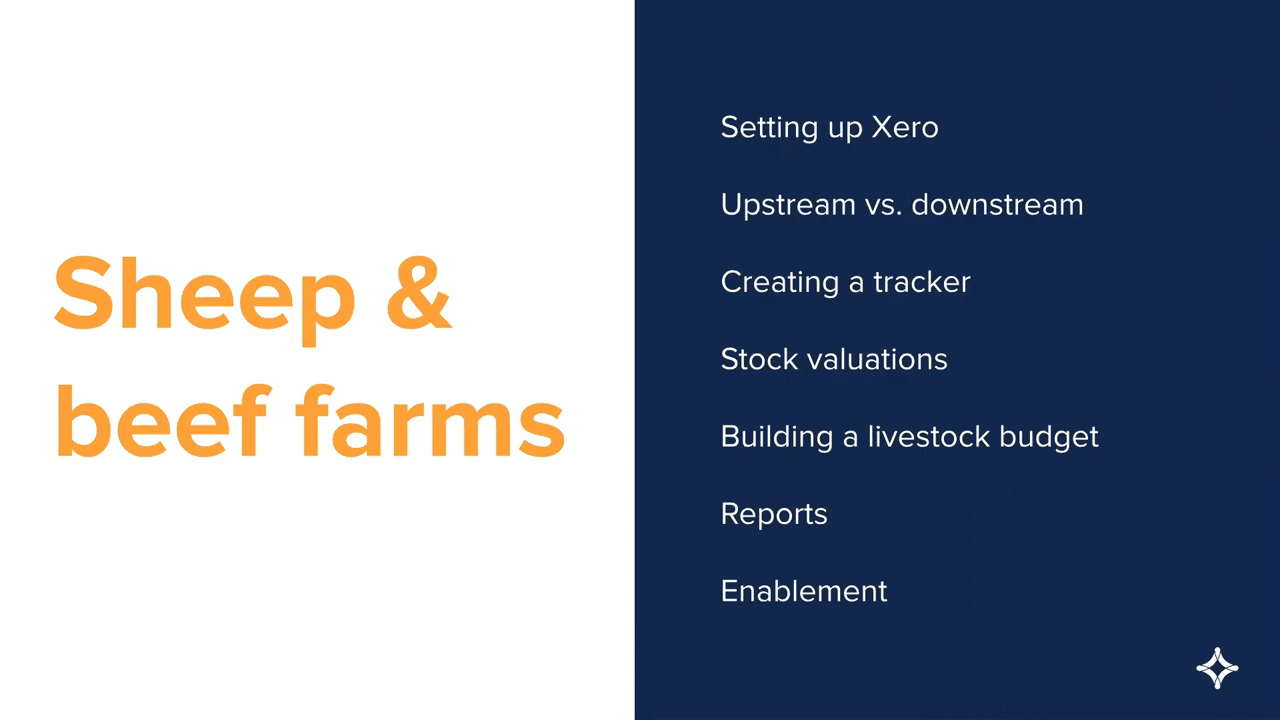 Sheep &
beef farms
Setting up Xero
Upstream vs. downstream
Creating a tracker
Stock valuations
Building a livestock budget
Reports
Enablement